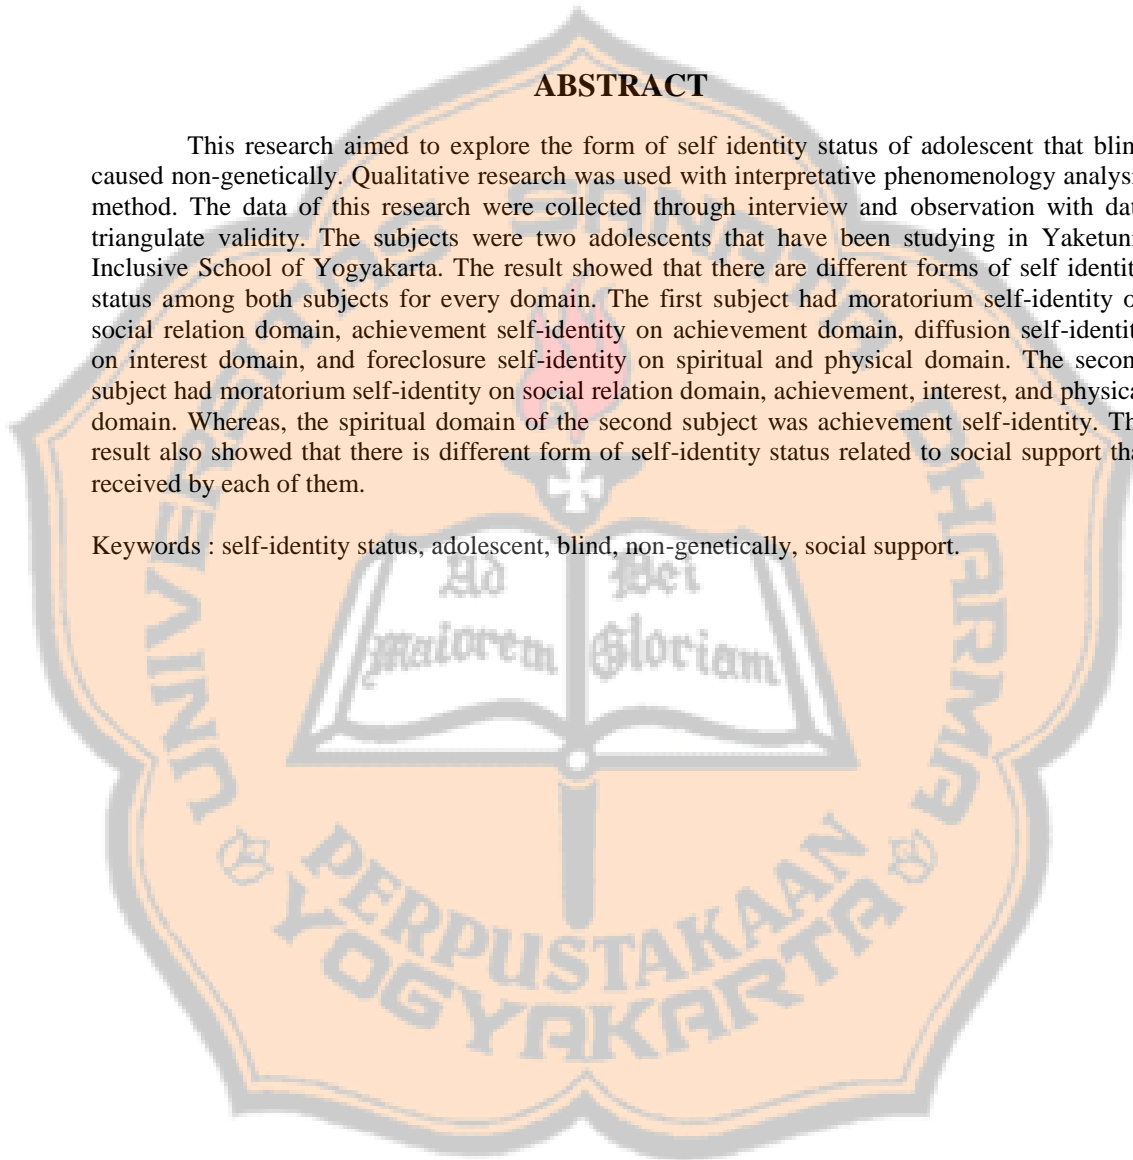 ABSTRACT
This research aimed to explore the form of self identity status of adolescent that blin
caused non-genetically. Qualitative research was used with interpretative phenomenology analysi
method. The data of this research were collected through interview and observation with dat
triangulate validity. The subjects were two adolescents that have been studying in Yaketuni
Inclusive School of Yogyakarta. The result showed that there are different forms of self identit
status among both subjects for every domain. The first subject had moratorium self-identity o
social relation domain, achievement self-identity on achievement domain, diffusion self-identit
on interest domain, and foreclosure self-identity on spiritual and physical domain. The secon
subject had moratorium self-identity on social relation domain, achievement, interest, and physica
domain. Whereas, the spiritual domain of the second subject was achievement self-identity. Th
result also showed that there is different form of self-identity status related to social support tha
received by each of them.
Keywords : self-identity status, adolescent, blind, non-genetically, social support.
UNIVERSITAS SANATA DHARMA
Ad
maiorem
Dei
Gloriam
PERPUSTAKAAN
YOGYAKARTA